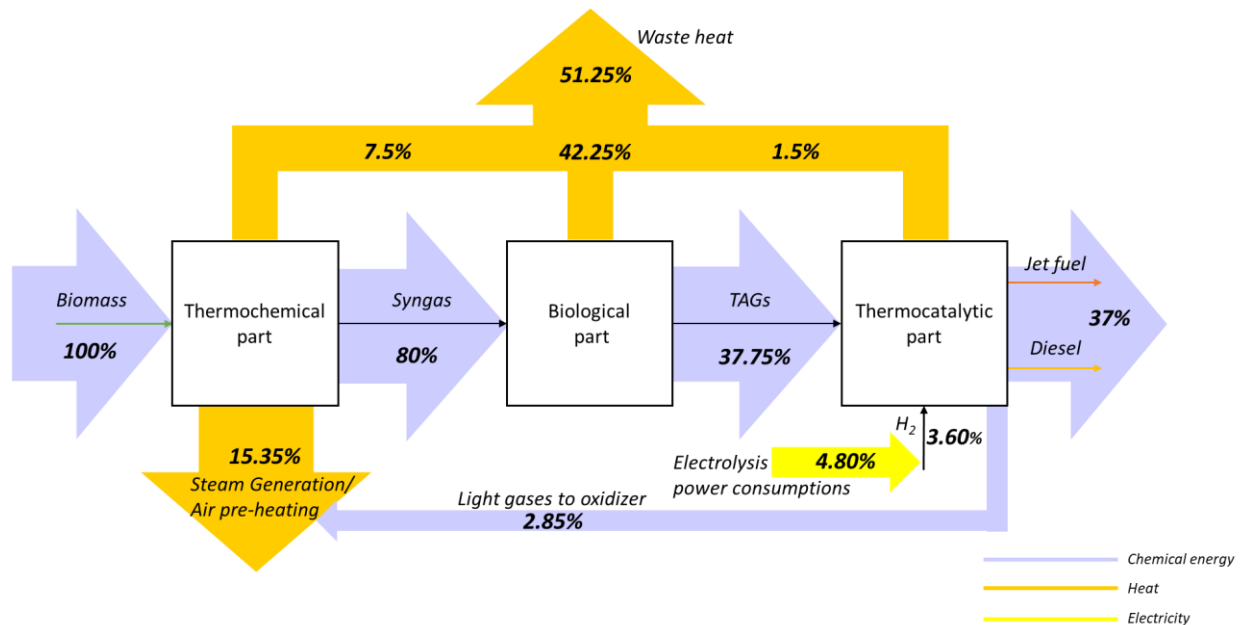 Waste heat
51.25%
7.5%
42.25%
1.5%
Biomass
100%
Thermochemical
part
Syngas
80%
Biological
part
TAGs
37.75%
Thermocatalytic
part
Jet fuel
37%
Diesel
15.35%
Steam Generation/
Air pre-heating
H2
3.60%
Electrolysis
power consumptions
4.80%
Light gases to oxidizer
2.85%
Chemical energy
Heat
Electricity